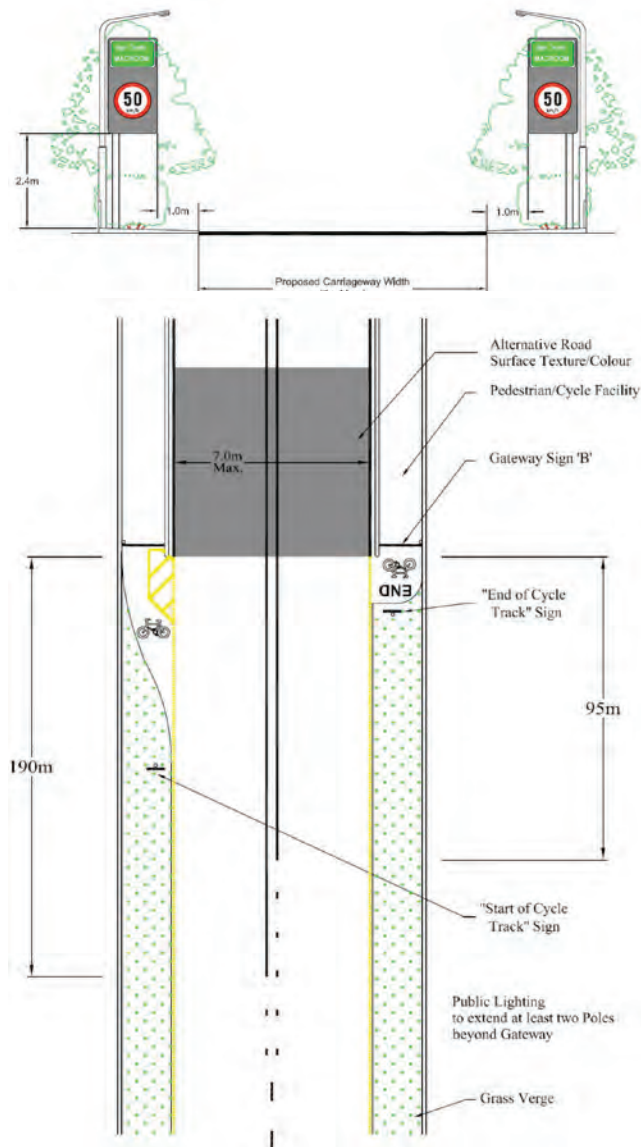 MACROOM
50
km/h
MACROOM
50
km/h
2.4m
1.0m
1.0m
Proposed Carriageway Width
Alternative Road
Surface Texture/Colour
Pedestrian/Cycle Facility
7.0m
Max.
Gateway Sign 'B'
END
"End of Cycle
Track" Sign
95m
190m
"Start of Cycle
Track" Sign
Public Lighting
to extend at least two Poles
beyond Gateway
Grass Verge